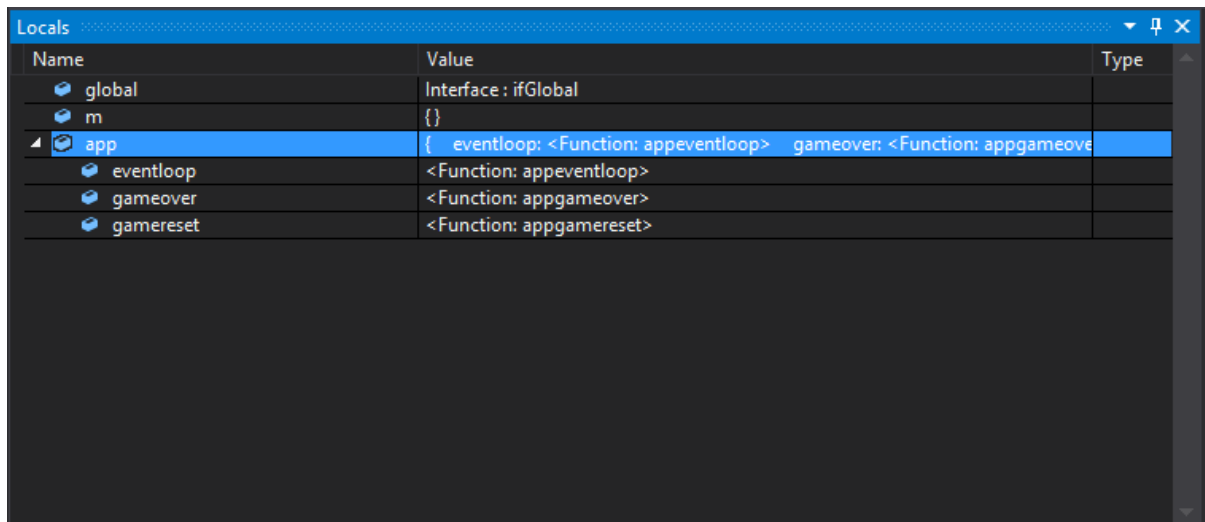 Locals
Name Value Type
global Interface : ifGlobal
m {}
app { eventloop: <Function: appeventloop> gameover: <Function: appgameove
eventloop <Function: appeventloop>
gameover <Function: appgameover>
gamereset <Function: appgamereset>